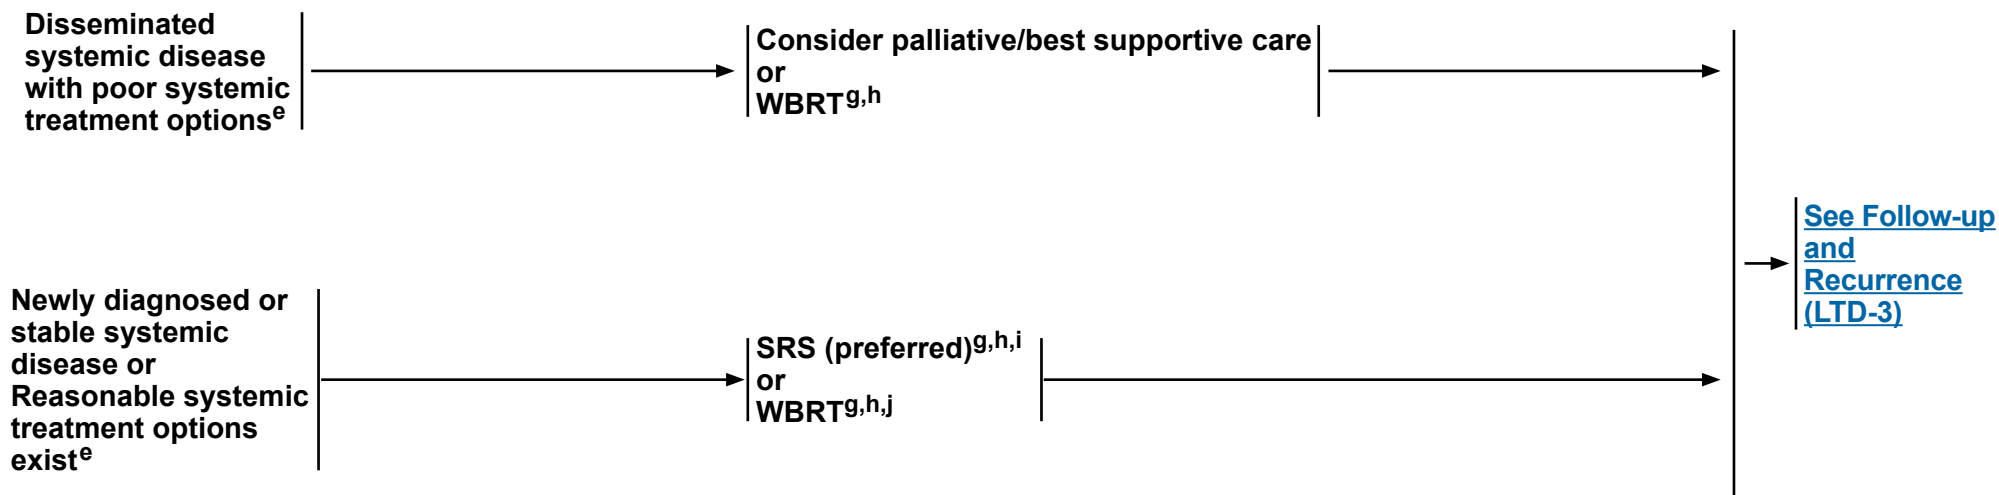 Disseminated
systemic disease
with poor systemic
treatment optionsᵉ
Consider palliative/best supportive care
or
WBRTᵍ,ʰ
Newly diagnosed or
stable systemic
disease or
Reasonable systemic
treatment options
existᵉ
SRS (preferred)ᵍ,ʰ,ⁱ
or
WBRTᵍ,ʰ,ʲ
See Follow-up
and
Recurrence
(LTD-3)